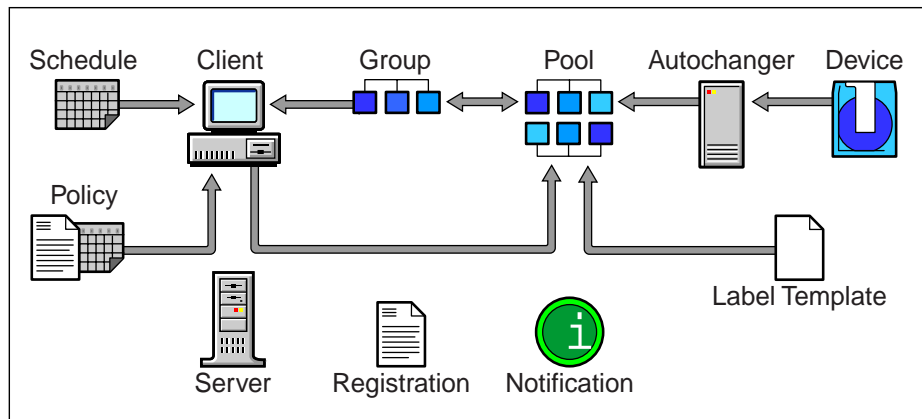 Schedule
Client
Group
Pool
Autochanger
Device
Policy
Label Template
Server
Registration
Notification
i